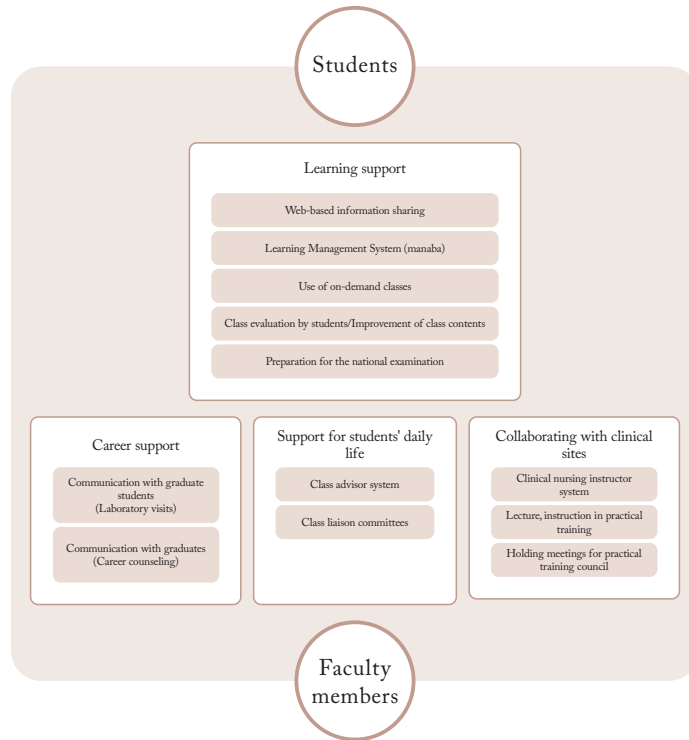 Students
Learning support
Web-based information sharing
Learning Management System (manaba)
Use of on-demand classes
Class evaluation by students/Improvement of class contents
Preparation for the national examination
Career support
Communication with graduate
students
(Laboratory visits)
Communication with graduates
(Career counseling)
Support for students' daily
life
Class advisor system
Class liaison committees
Collaborating with clinical
sites
Clinical nursing instructor
system
Lecture, instruction in practical
training
Holding meetings for practical
training council
Faculty
members